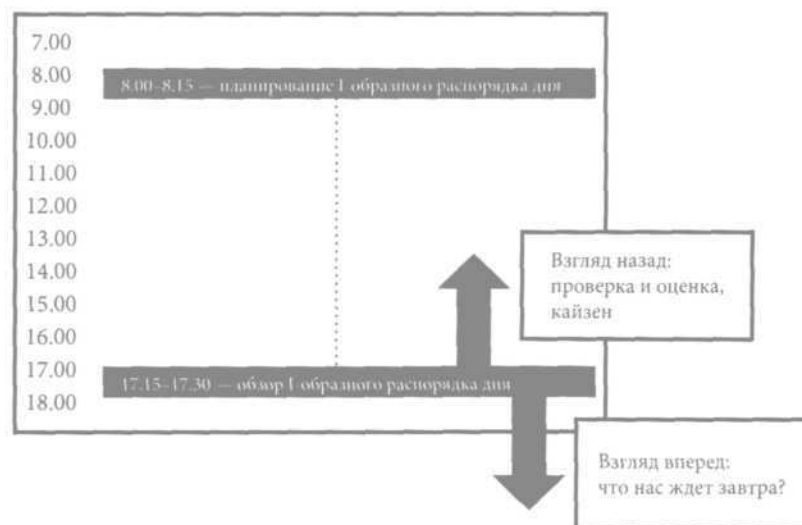 7.00
8.00
8.00–8.15 — планирование I-образного распорядка дня
9.00
10.00
11.00
12.00
13.00
14.00
15.00
16.00
17.00
17.15–17.30 — обзор I-образного распорядка дня
18.00
Взгляд назад:
проверка и оценка,
кайзен
Взгляд вперед:
что нас ждет завтра?